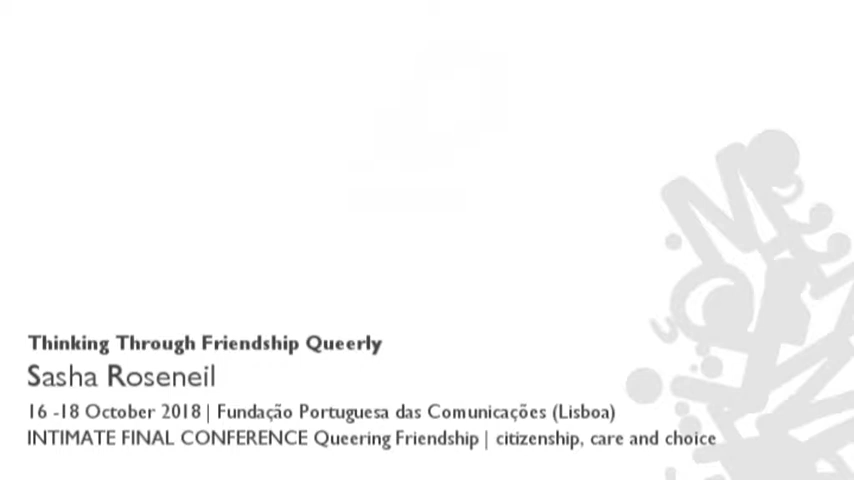 Thinking Through Friendship Queerly
Sasha Roseneil
16 -18 October 2018 | Fundação Portuguesa das Comunicações (Lisboa)
INTIMATE FINAL CONFERENCE Queering Friendship | citizenship, care and choice